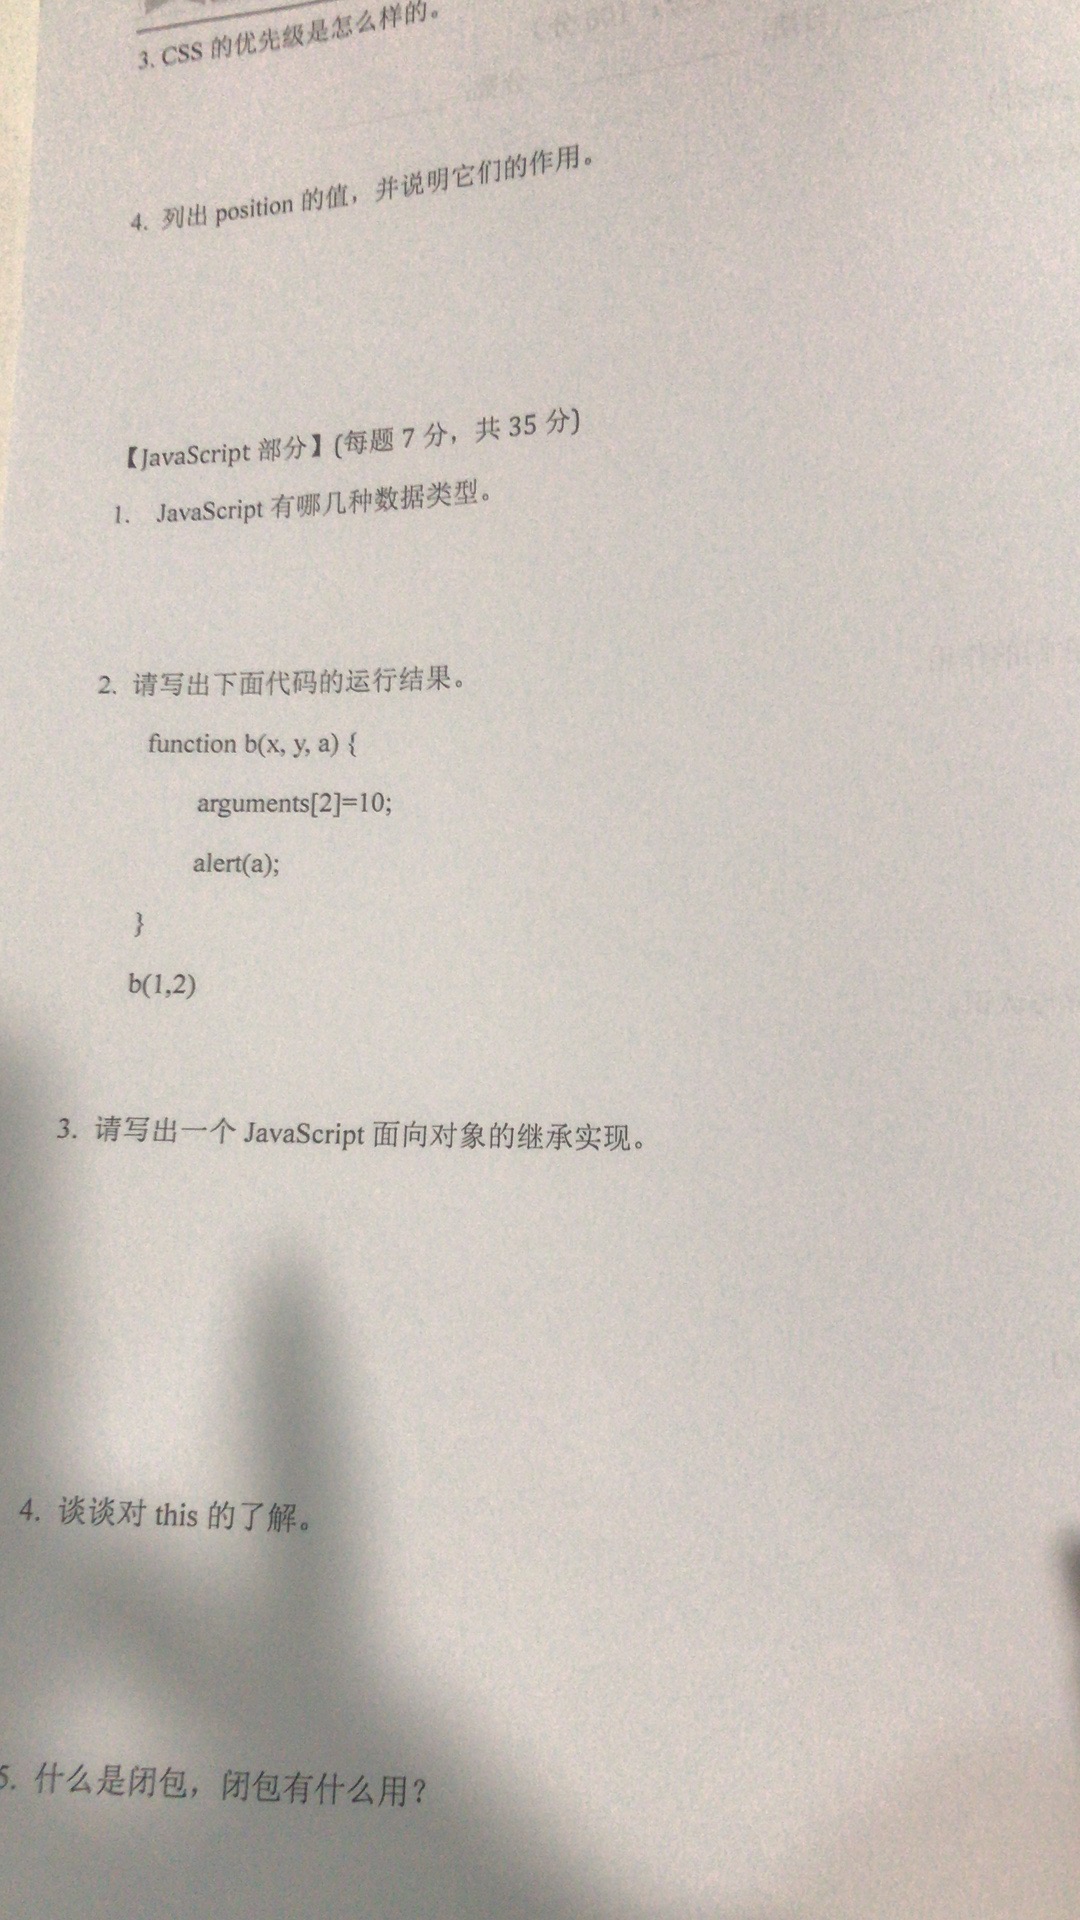 3. CSS 的优先级是怎么样的。
4. 列出 position 的值，并说明它们的作用。
【JavaScript 部分】(每题 7 分，共 35 分)
1. JavaScript 有哪几种数据类型。
2. 请写出下面代码的运行结果。
function b(x, y, a) {
arguments[2]=10;
alert(a);
}
b(1,2)
3. 请写出一个 JavaScript 面向对象的继承实现。
4. 谈谈对 this 的了解。
5. 什么是闭包，闭包有什么用？